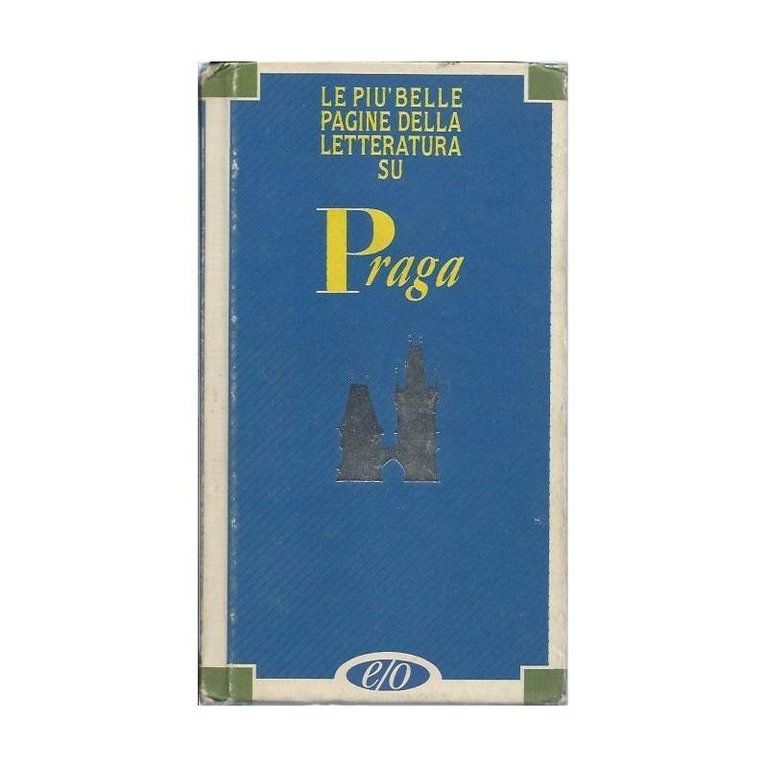 LE PIU' BELLE
PAGINE DELLA
LETTERATURA
SU
Praga
e/o